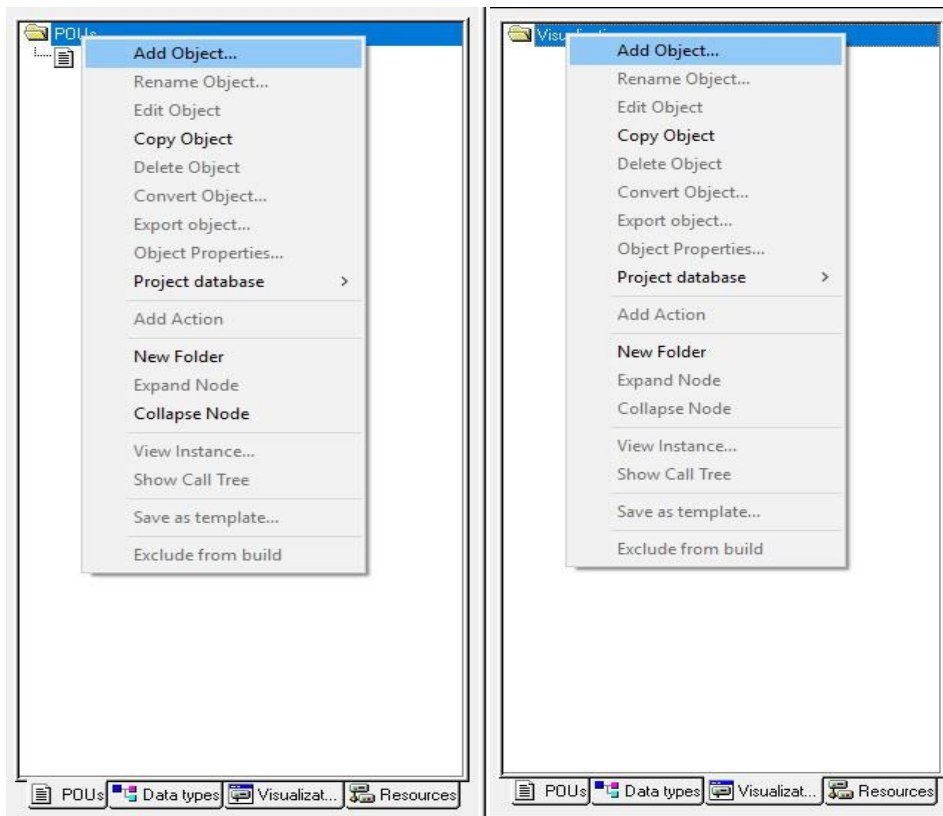 POUs
Add Object...
Rename Object...
Edit Object
Copy Object
Delete Object
Convert Object...
Export object...
Object Properties...
Project database
Add Action
New Folder
Expand Node
Collapse Node
View Instance...
Show Call Tree
Save as template...
Exclude from build
POUs Data types Visualizat... Resources
Add Object...
Rename Object...
Edit Object
Copy Object
Delete Object
Convert Object...
Export object...
Object Properties...
Project database
Add Action
New Folder
Expand Node
Collapse Node
View Instance...
Show Call Tree
Save as template...
Exclude from build
POUs Data types Visualizat... Resources